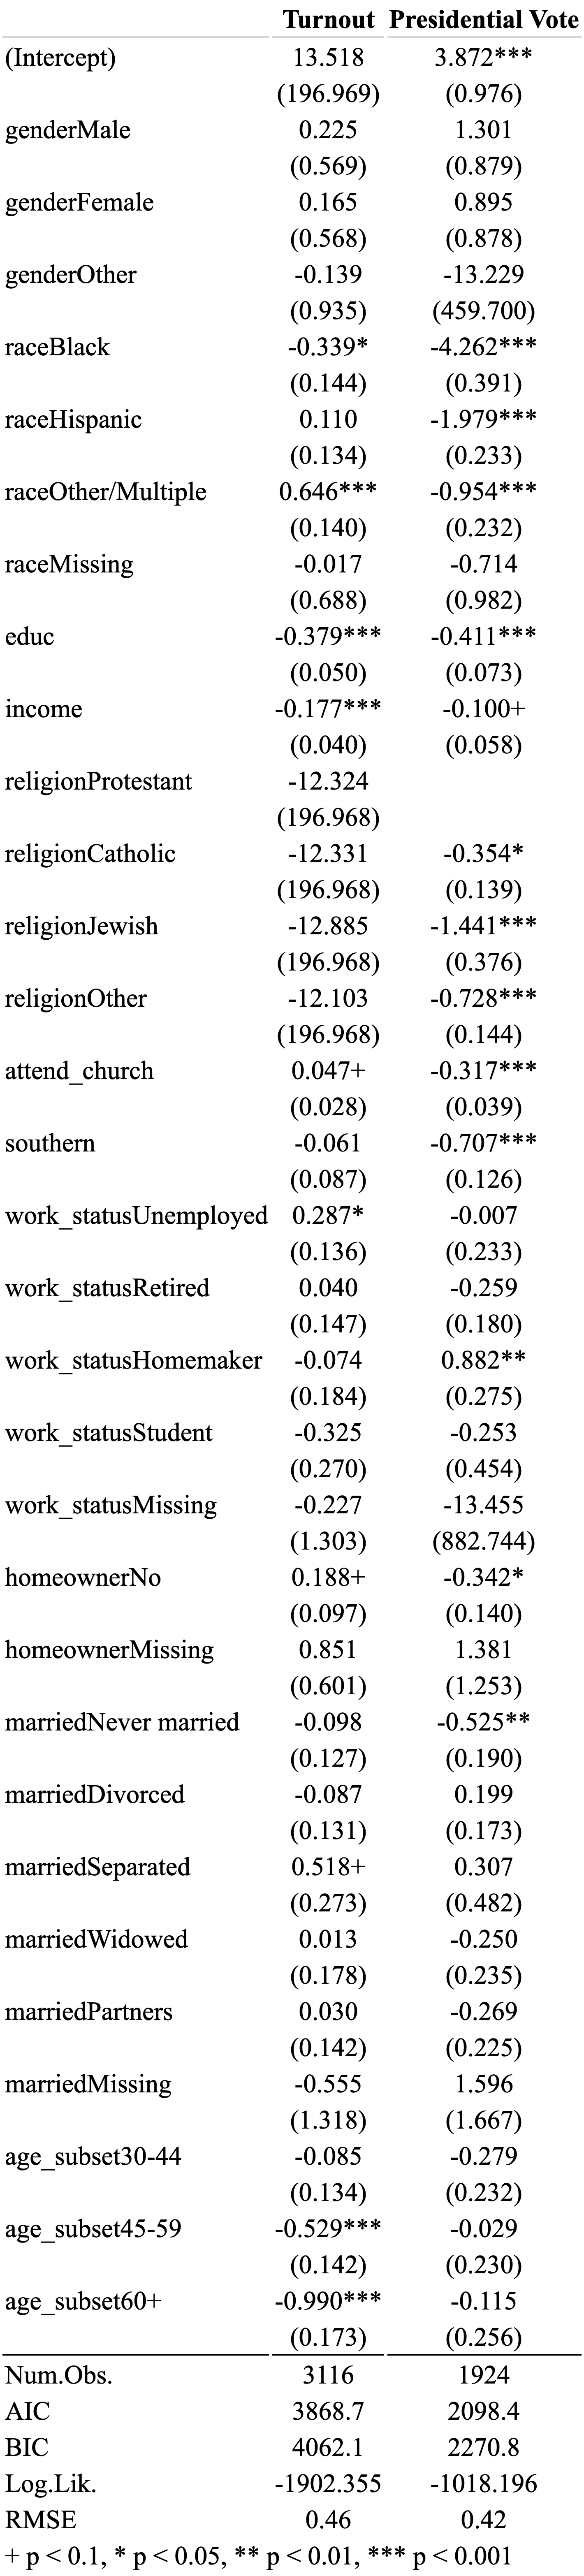 Turnout Presidential Vote
(Intercept) 13.518 3.872***
(196.969) (0.976)
genderMale 0.225 1.301
(0.569) (0.879)
genderFemale 0.165 0.895
(0.568) (0.878)
genderOther -0.139 -13.229
(0.935) (459.700)
raceBlack -0.339* -4.262***
(0.144) (0.391)
raceHispanic 0.110 -1.979***
(0.134) (0.233)
raceOther/Multiple 0.646*** -0.954***
(0.140) (0.232)
raceMissing -0.017 -0.714
(0.688) (0.982)
educ -0.379*** -0.411***
(0.050) (0.073)
income -0.177*** -0.100+
(0.040) (0.058)
religionProtestant -12.324
(196.968)
religionCatholic -12.331 -0.354*
(196.968) (0.139)
religionJewish -12.885 -1.441***
(196.968) (0.376)
religionOther -12.103 -0.728***
(196.968) (0.144)
attend_church 0.047+ -0.317***
(0.028) (0.039)
southern -0.061 -0.707***
(0.087) (0.126)
work_statusUnemployed 0.287* -0.007
(0.136) (0.233)
work_statusRetired 0.040 -0.259
(0.147) (0.180)
work_statusHomemaker -0.074 0.882**
(0.184) (0.275)
work_statusStudent -0.325 -0.253
(0.270) (0.454)
work_statusMissing -0.227 -13.455
(1.303) (882.744)
homeownerNo 0.188+ -0.342*
(0.097) (0.140)
homeownerMissing 0.851 1.381
(0.601) (1.253)
marriedNever married -0.098 -0.525**
(0.127) (0.190)
marriedDivorced -0.087 0.199
(0.131) (0.173)
marriedSeparated 0.518+ 0.307
(0.273) (0.482)
marriedWidowed 0.013 -0.250
(0.178) (0.235)
marriedPartners 0.030 -0.269
(0.142) (0.225)
marriedMissing -0.555 1.596
(1.318) (1.667)
age_subset30-44 -0.085 -0.279
(0.134) (0.232)
age_subset45-59 -0.529*** -0.029
(0.142) (0.230)
age_subset60+ -0.990*** -0.115
(0.173) (0.256)
Num.Obs. 3116 1924
AIC 3868.7 2098.4
BIC 4062.1 2270.8
Log.Lik. -1902.355 -1018.196
RMSE 0.46 0.42
+ p < 0.1, * p < 0.05, ** p < 0.01, *** p < 0.001